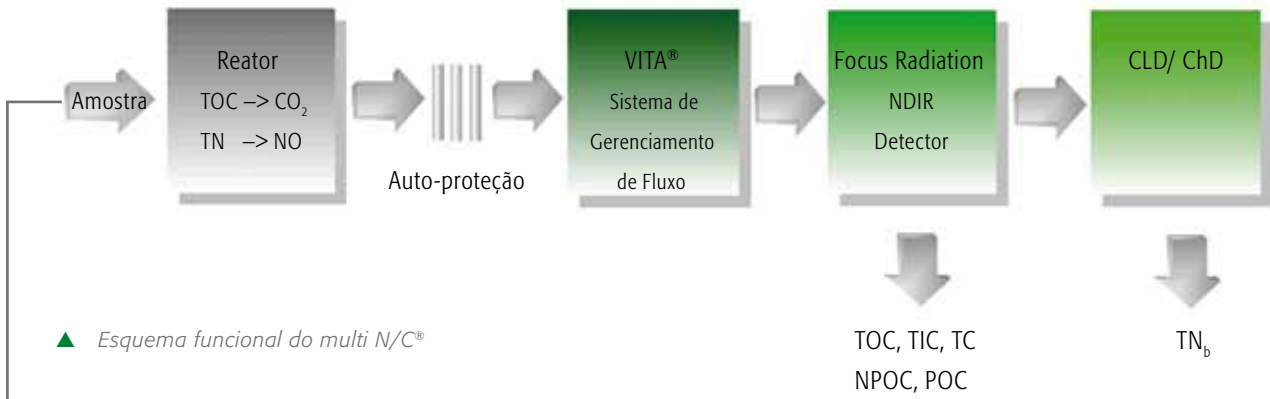 Amostra
Reator
TOC –> CO₂
TN –> NO
Auto-proteção
VITA®
Sistema de
Gerenciamento
de Fluxo
Focus Radiation
NDIR
Detector
CLD/ ChD
TOC, TIC, TC
NPOC, POC
TN_b
▲ Esquema funcional do multi N/C®